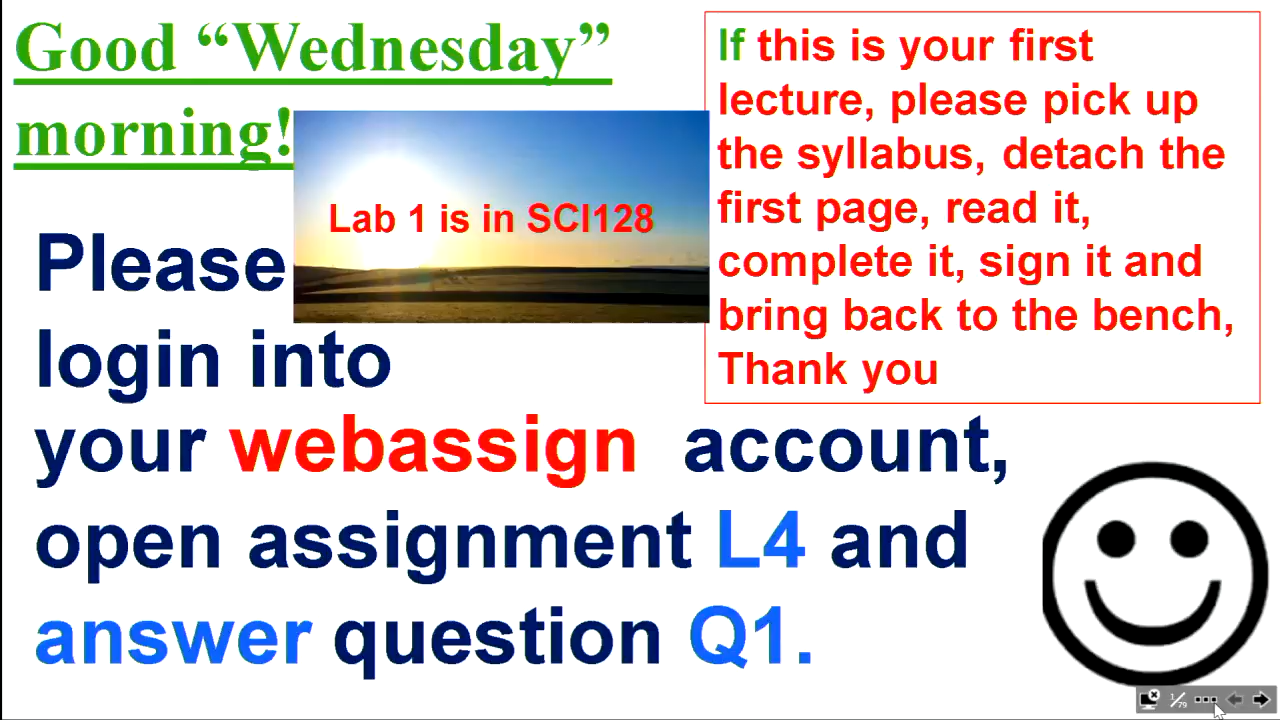 Good “Wednesday”
morning!
Lab 1 is in SCI128
If this is your first
lecture, please pick up
the syllabus, detach the
first page, read it,
complete it, sign it and
bring back to the bench,
Thank you
Please
login into
your webassign account,
open assignment L4 and
answer question Q1.
1/79